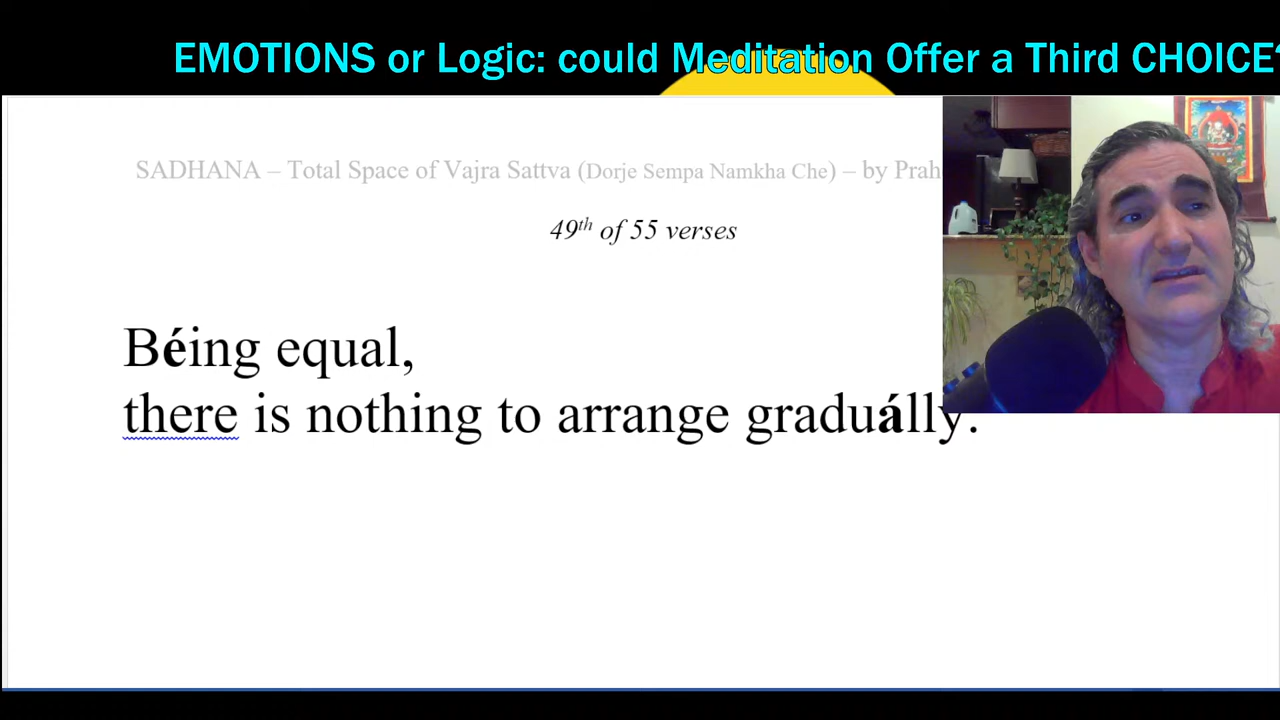 EMOTIONS or Logic: could Meditation Offer a Third CHOICE?
SADHANA – Total Space of Vajra Sattva (Dorje Sempa Namkha Che) – by
49th of 55 verses
Béing equal,
there is nothing to arrange graduálly.